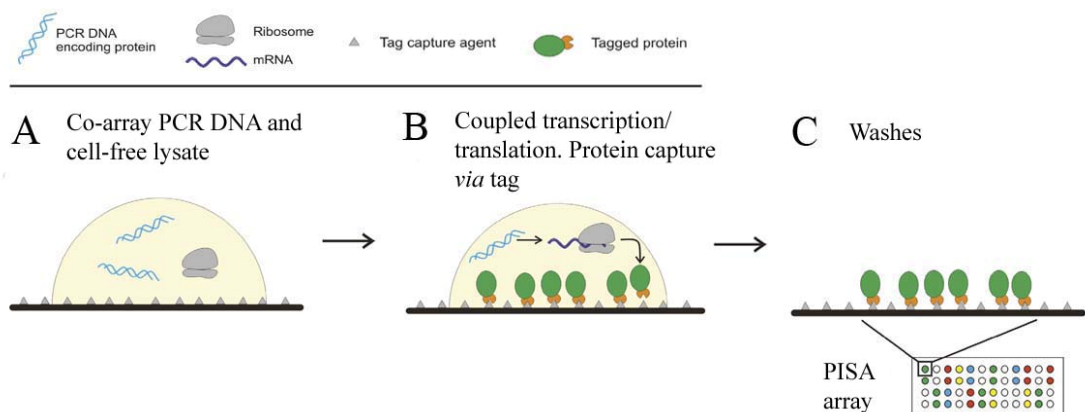 PCR DNA
encoding protein
Ribosome
mRNA
Tag capture agent
Tagged protein
A Co-array PCR DNA and
cell-free lysate
B Coupled transcription/
translation. Protein capture
via tag
C Washes
PISA
array